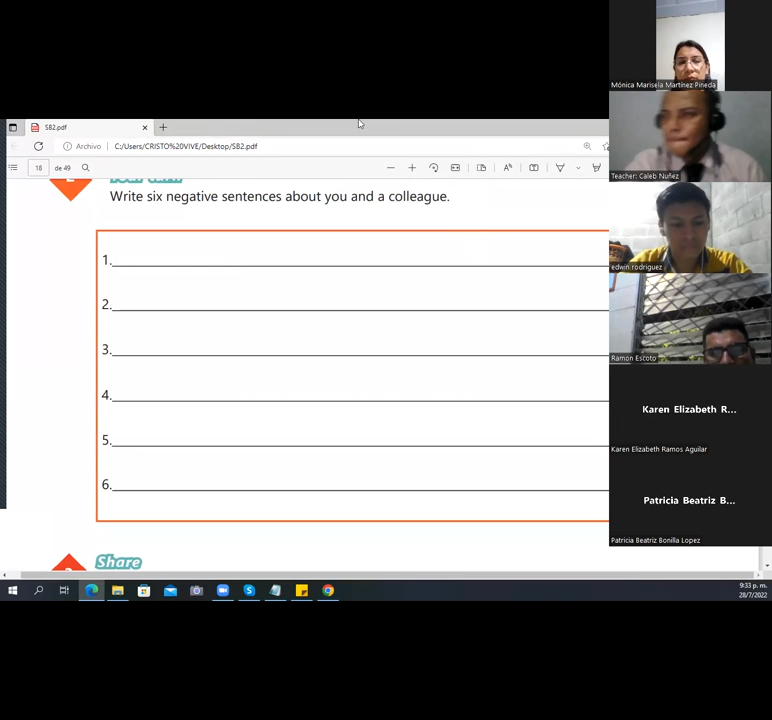 SB2.pdf
Archivo
C:/Users/CRISTO%20VIVE/Desktop/SB2.pdf
18 de 49
Write six negative sentences about you and a colleague.
1.
2.
3.
4.
5.
6.
Share
Mónica Marisela Martínez Pineda
Teacher: Caleb Nuñez
edwin rodriguez
Ramon Escoto
Karen Elizabeth R...
Karen Elizabeth Ramos Aguilar
Patricia Beatriz B...
Patricia Beatriz Bonilla Lopez
9:33 p. m.
28/7/2022